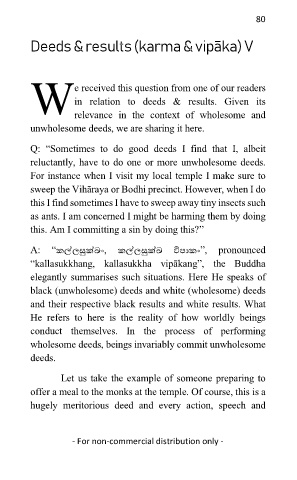 80
Deeds & results (karma & vipāka) V
We received this question from one of our readers
in relation to deeds & results. Given its
relevance in the context of wholesome and
unwholesome deeds, we are sharing it here.
Q: “Sometimes to do good deeds I find that I, albeit
reluctantly, have to do one or more unwholesome deeds.
For instance when I visit my local temple I make sure to
sweep the Vihāraya or Bodhi precinct. However, when I do
this I find sometimes I have to sweep away tiny insects such
as ants. I am concerned I might be harming them by doing
this. Am I committing a sin by doing this?”
A: “කල්ලසුක්ඛං, කල්ලසුක්ඛ විපාකං”, pronounced
“kallasukkhang, kallasukkha vipākang”, the Buddha
elegantly summarises such situations. Here He speaks of
black (unwholesome) deeds and white (wholesome) deeds
and their respective black results and white results. What
He refers to here is the reality of how worldly beings
conduct themselves. In the process of performing
wholesome deeds, beings invariably commit unwholesome
deeds.
Let us take the example of someone preparing to
offer a meal to the monks at the temple. Of course, this is a
hugely meritorious deed and every action, speech and
- For non-commercial distribution only -